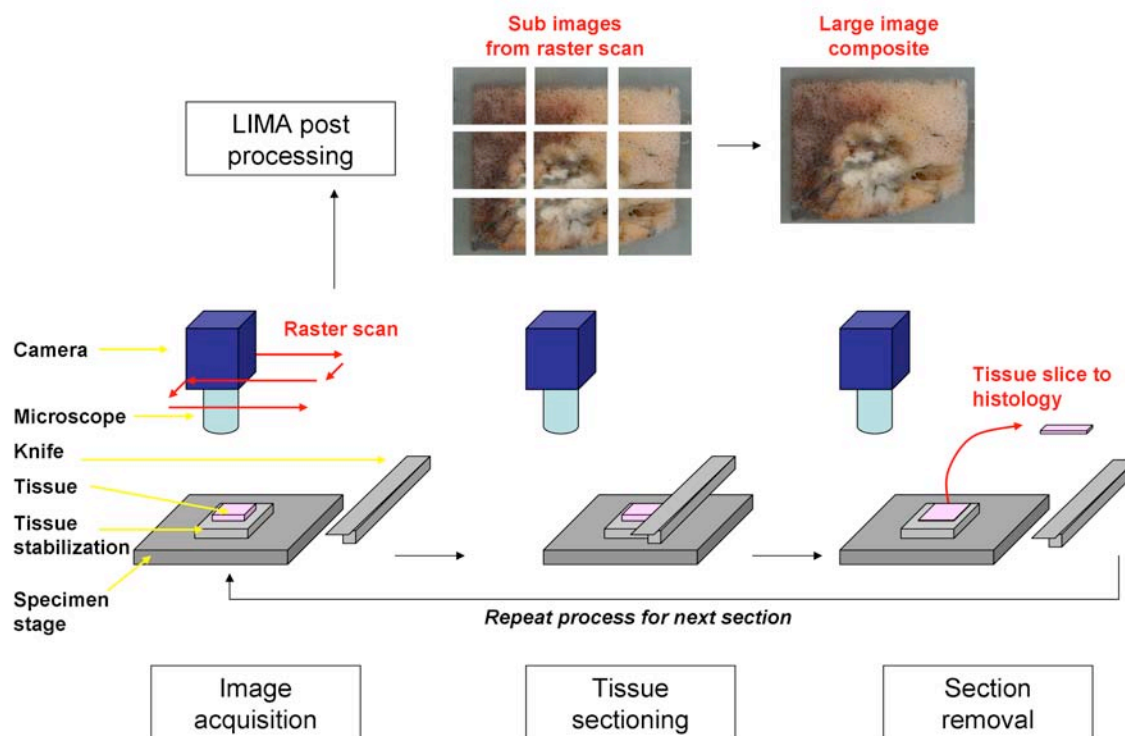 Sub images
from raster scan
Large image
composite
LIMA post
processing
Raster scan
Camera
Microscope
Tissue slice to
histology
Knife
Tissue
Tissue
stabilization
Specimen
stage
Repeat process for next section
Image
acquisition
Tissue
sectioning
Section
removal